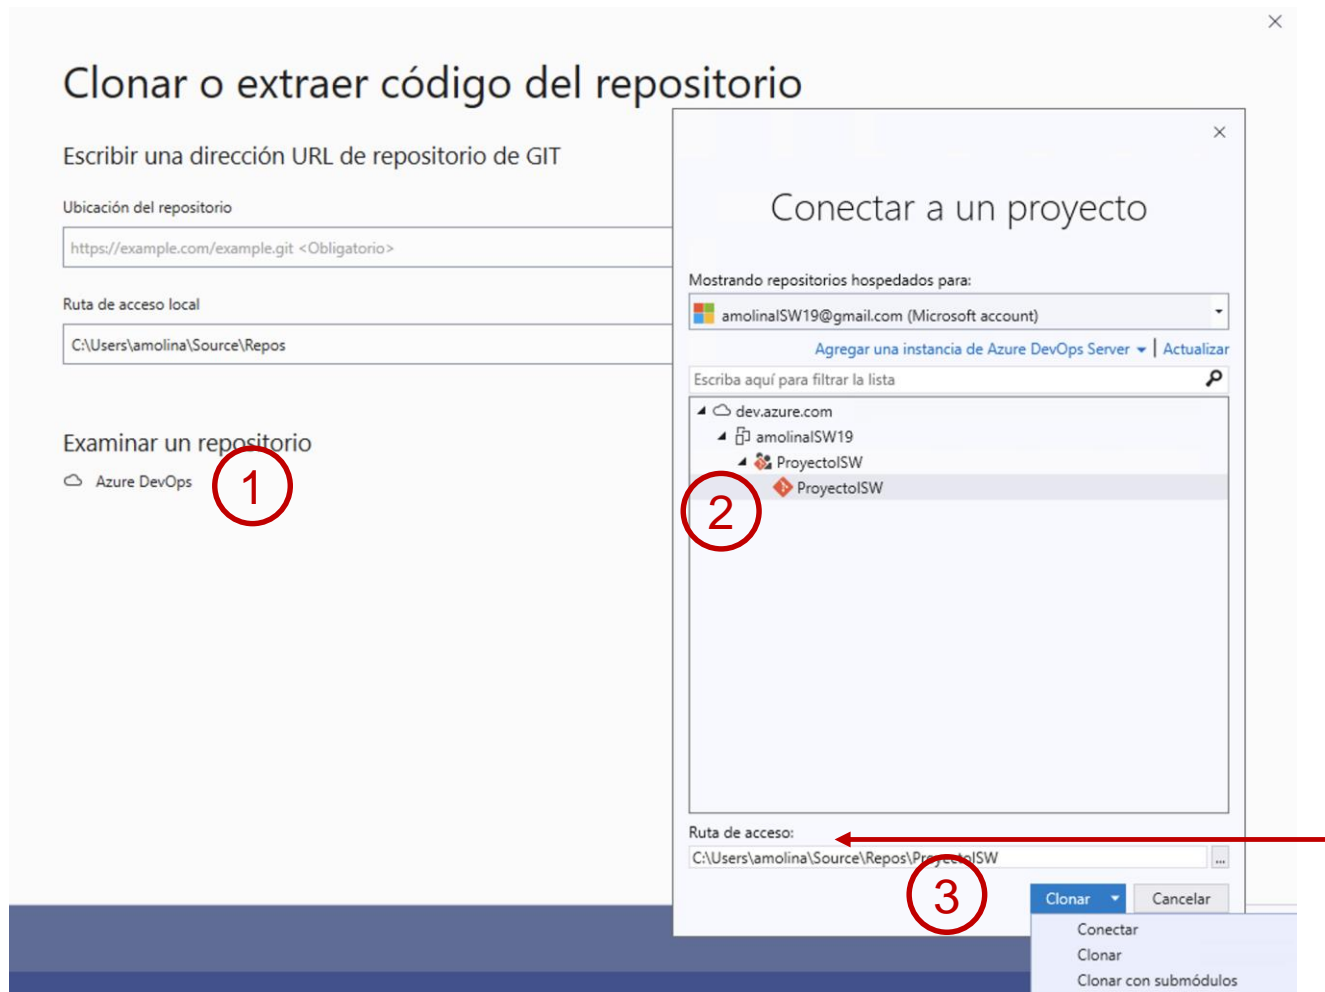 Clonar o extraer código del repositorio
Escribir una dirección URL de repositorio de GIT
Ubicación del repositorio
https://example.com/example.git <Obligatorio>
Ruta de acceso local
C:\Users\amolina\Source\Repos
Examinar un repositorio
Azure DevOps
1
Conectar a un proyecto
Mostrando repositorios hospedados para:
amolinaISW19@gmail.com (Microsoft account)
Agregar una instancia de Azure DevOps Server | Actualizar
Escriba aquí para filtrar la lista
dev.azure.com
amolinaISW19
ProyectoISW
ProyectoISW
2
Ruta de acceso:
C:\Users\amolina\Source\Repos\ProyectoISW
...
3
Clonar
Cancelar
Conectar
Clonar
Clonar con submódulos